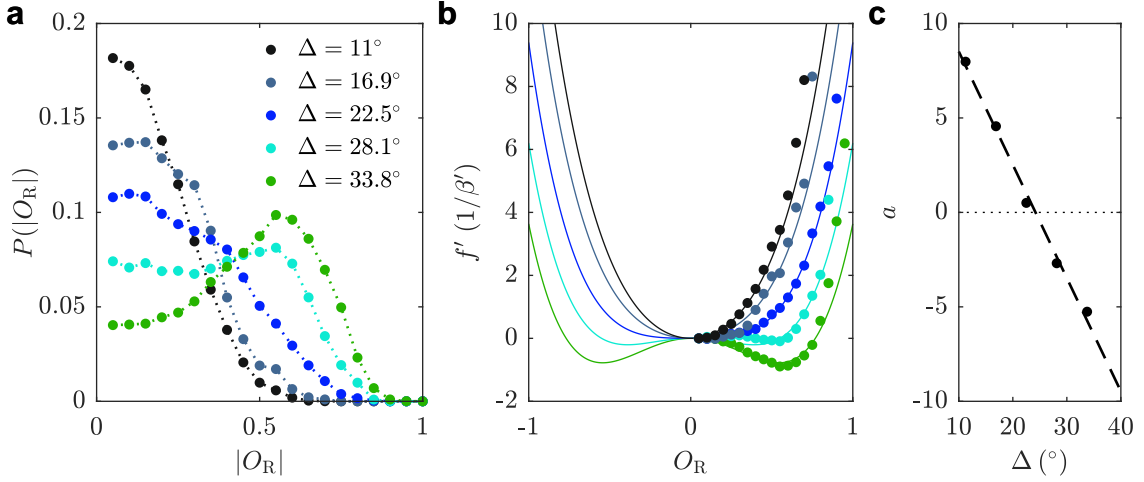 a
0.2
0.15
0.1
0.05
0
0
0.5
1
P(|O_R|)
|O_R|
Δ = 11°
Δ = 16.9°
Δ = 22.5°
Δ = 28.1°
Δ = 33.8°
b
10
8
6
4
2
0
-2
-1
0
1
f′ (1/β′)
O_R
c
10
5
0
-5
-10
10
20
30
40
a
Δ (°)